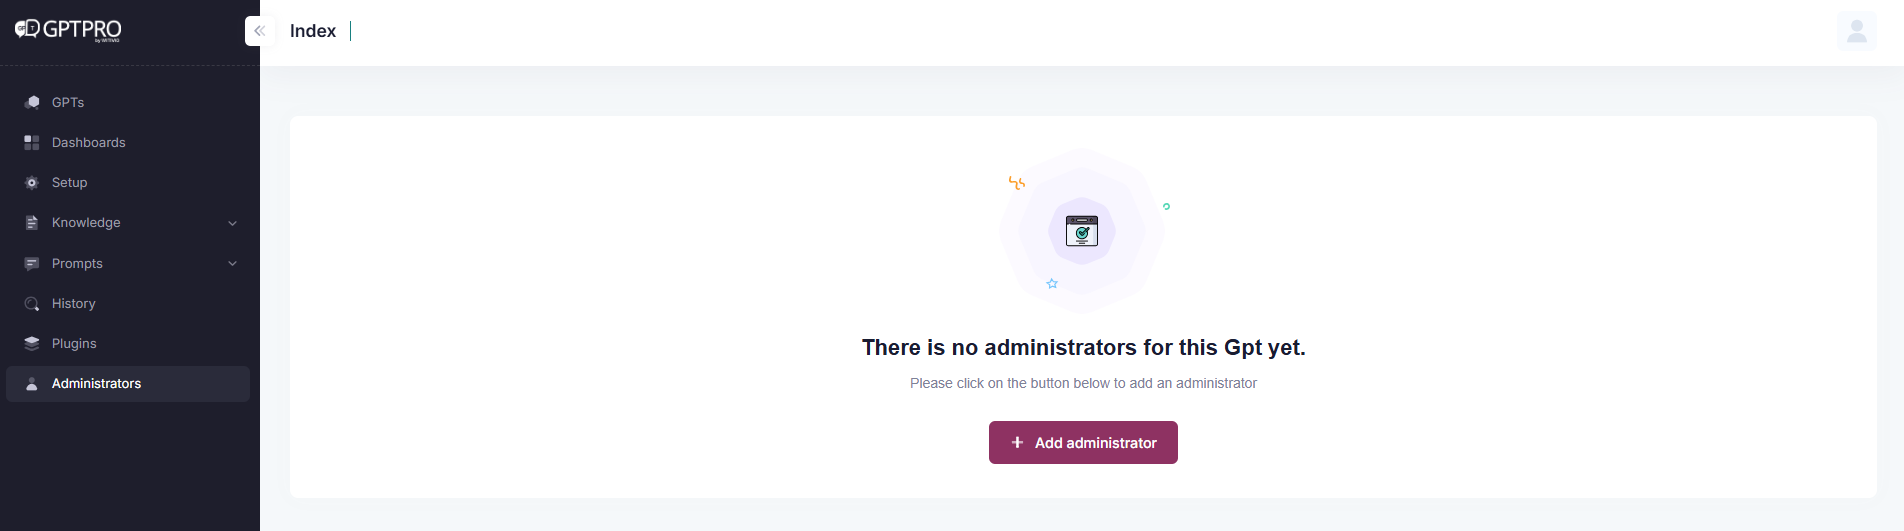 GPTPRO
by WITIVIO
Index
GPTs
Dashboards
Setup
Knowledge
Prompts
History
Plugins
Administrators
There is no administrators for this Gpt yet.
Please click on the button below to add an administrator
+ Add administrator